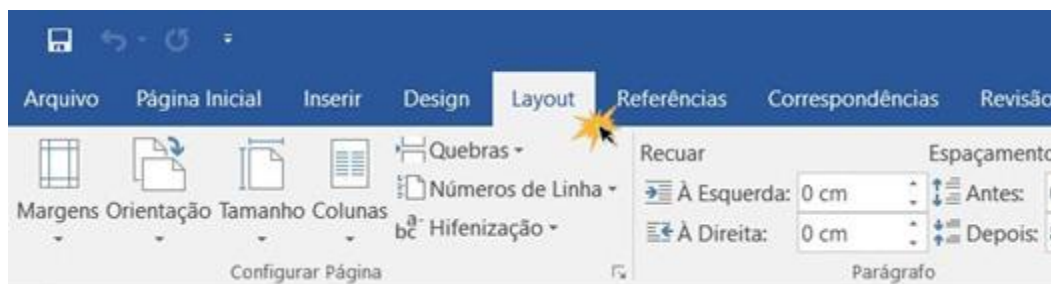 Arquivo Página Inicial Inserir Design Layout Referências Correspondências Revisão
Margens Orientação Tamanho Colunas
Quebras
Números de Linha
bc a- Hifenização
Configurar Página
Recuar Espaçamento
À Esquerda: 0 cm Antes:
À Direita: 0 cm Depois:
Parágrafo